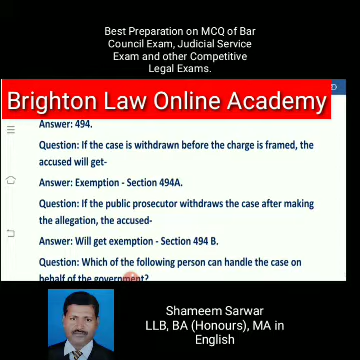 Best Preparation on MCQ of Bar
Council Exam, Judicial Service
Exam and other Competitive
Legal Exams.
D
Brighton Law Online Academy
Answer: 494.
Question: If the case is withdrawn before the charge is framed, the
accused will get-
Answer: Exemption - Section 494A.
Question: If the public prosecutor withdraws the case after making
the allegation, the accused-
Answer: Will get exemption - Section 494 B.
Question: Which of the following person can handle the case on
behalf of the government?
Shameem Sarwar
LLB, BA (Honours), MA in
English